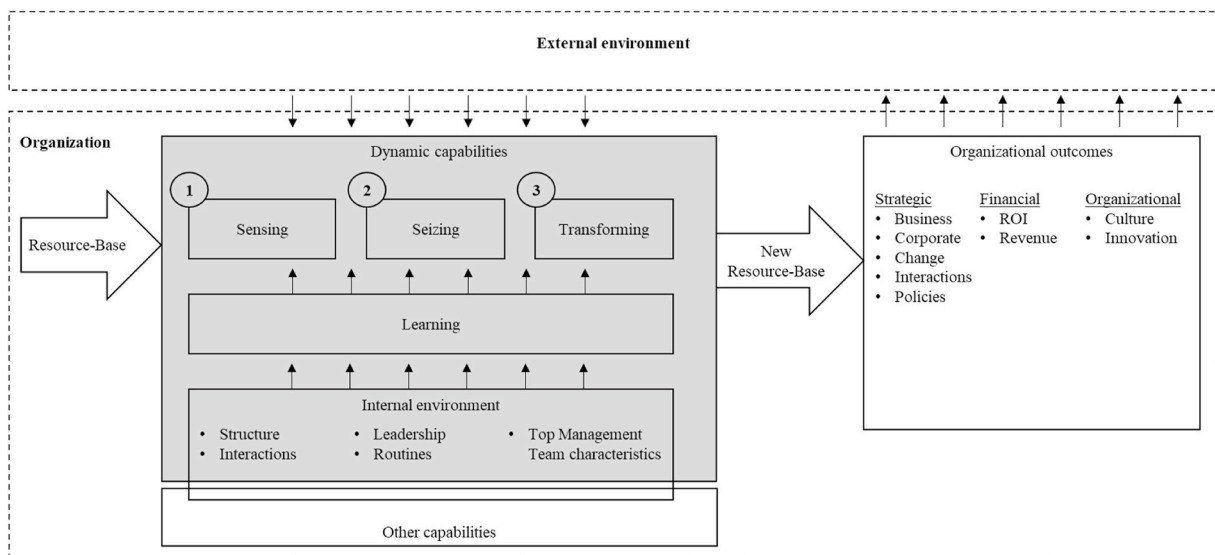 External environment
Organization
Dynamic capabilities
1
2
3
Sensing
Seizing
Transforming
Resource-Base
Learning
Internal environment
• Structure
• Interactions
• Leadership
• Routines
• Top Management
Team characteristics
Other capabilities
New
Resource-Base
Organizational outcomes
Strategic
• Business
• Corporate
• Change
• Interactions
• Policies
Financial
• ROI
• Revenue
Organizational
• Culture
• Innovation